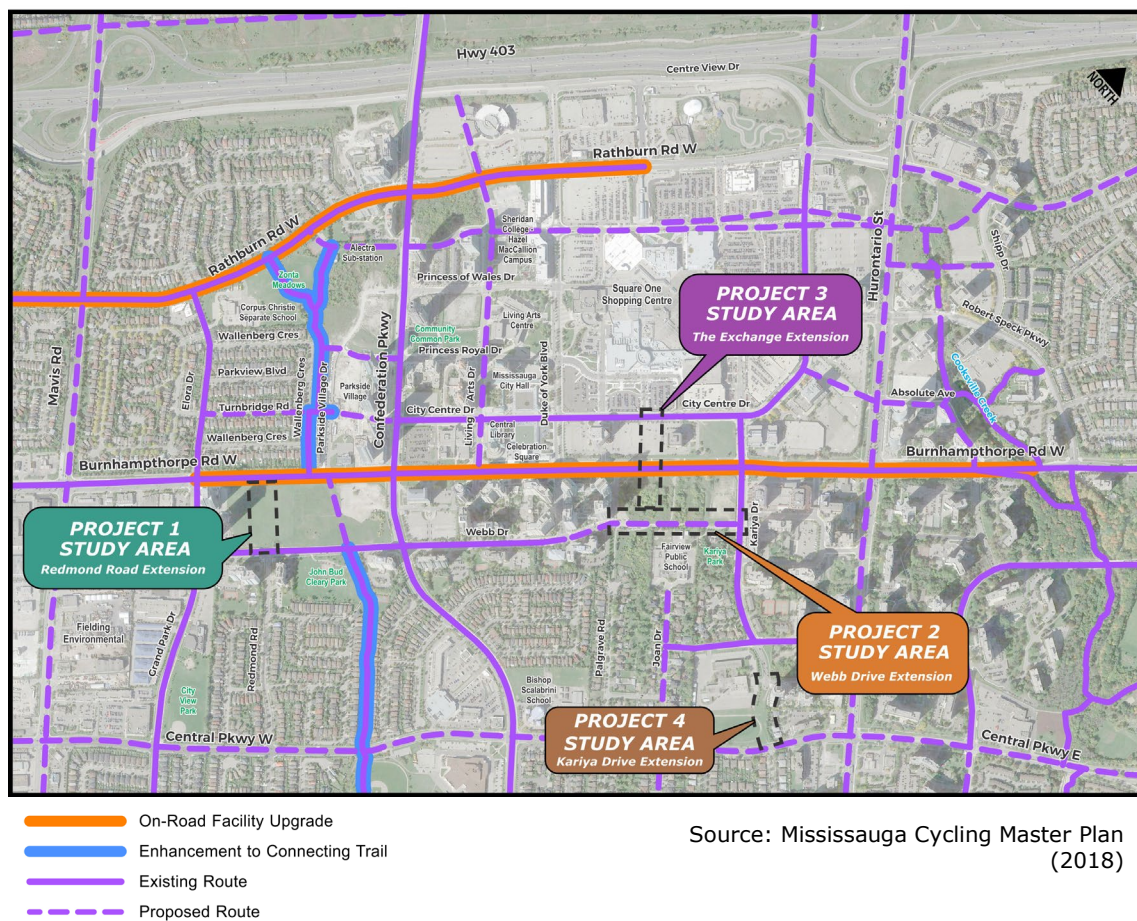 Hwy 403
Centre View Dr
NORTH
Rathburn Rd W
Hurontario St
Shipp Dr
Rathburn Rd W
Alectra
Sub-station
Sheridan
College -
Hazel
MacCallion
Campus
Zonta
Meadows
Princess of Wales Dr
Square One
Shopping Centre
PROJECT 3
STUDY AREA
The Exchange Extension
Robert Speck Pkwy
Corpus Christie
Separate School
Wallenberg Cres
Community
Common Park
Living Arts
Centre
Mavis Rd
Elora Dr
Parkview Blvd
Wallenberg Cres
Parkside Village Dr
Confederation Pkwy
Princess Royal Dr
Parkside
Village
Living Arts Dr
Mississauga
City Hall
Duke of York Blvd
Cooksville Creek
Absolute Ave
Turnbridge Rd
City Centre Dr
City Centre Dr
Wallenberg Cres
Central
Library
Celebration
Square
Burnhampthorpe Rd W
Burnhampthorpe Rd W
PROJECT 1
STUDY AREA
Redmond Road Extension
Webb Dr
Kariya Dr
Fairview
Public
School
Kariya
Park
John Bud
Cleary Park
Fielding
Environmental
Grand Park Dr
Redmond Rd
Palgrave Rd
Joan Dr
PROJECT 2
STUDY AREA
Webb Drive Extension
City
View
Park
Bishop
Scalabrini
School
PROJECT 4
STUDY AREA
Kariya Drive Extension
Central Pkwy W
Central Pkwy E
On-Road Facility Upgrade
Enhancement to Connecting Trail
Existing Route
Proposed Route
Source: Mississauga Cycling Master Plan
(2018)